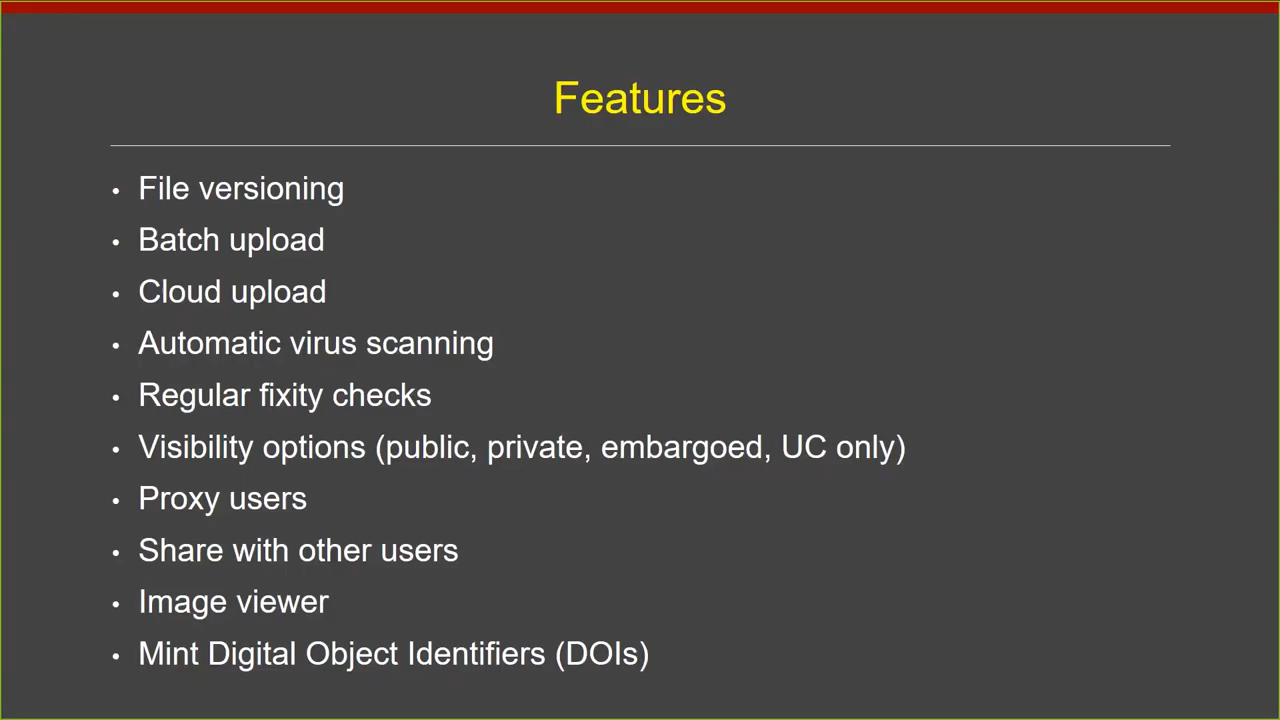 Features
• File versioning
• Batch upload
• Cloud upload
• Automatic virus scanning
• Regular fixity checks
• Visibility options (public, private, embargoed, UC only)
• Proxy users
• Share with other users
• Image viewer
• Mint Digital Object Identifiers (DOIs)